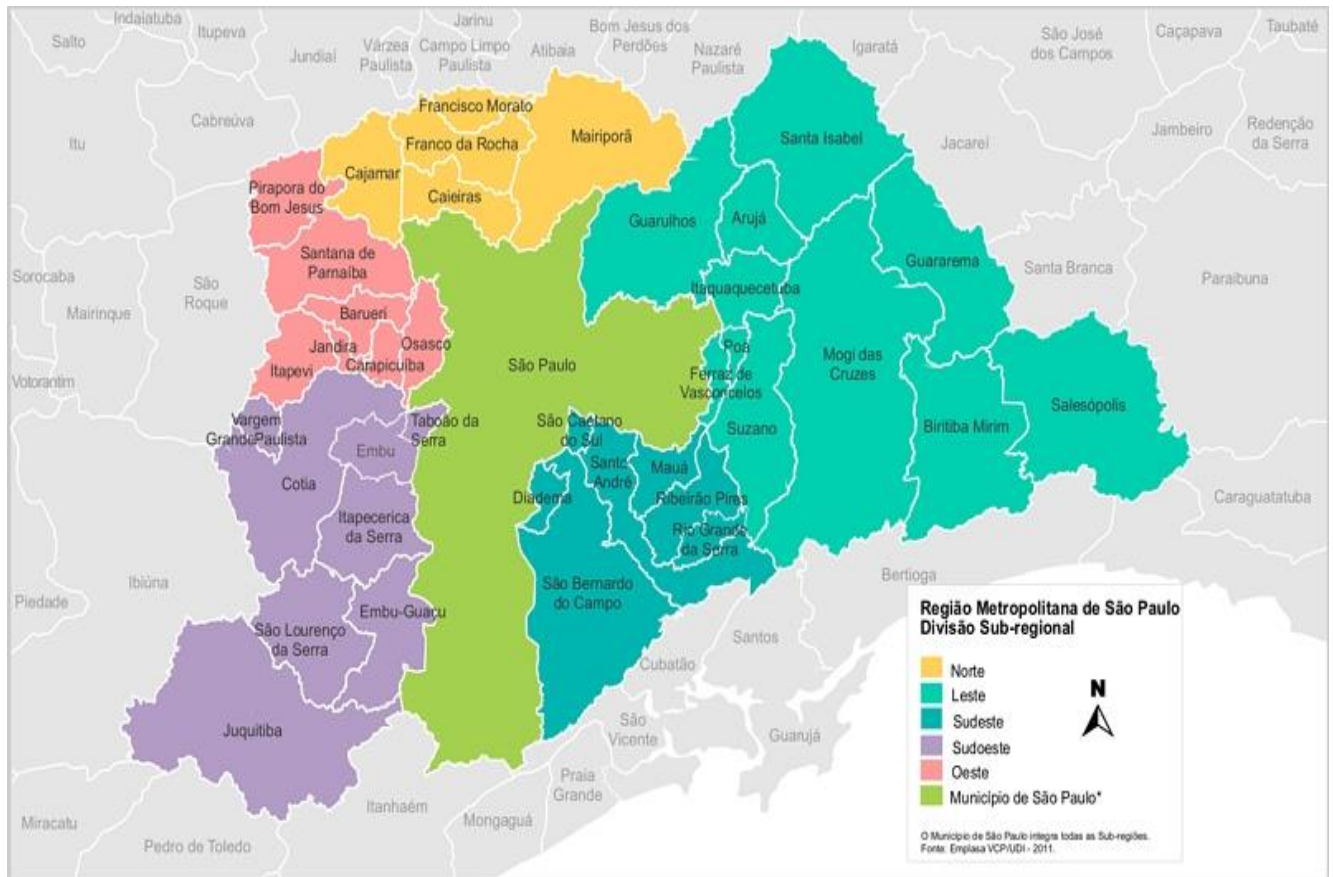 Indaiatuba
Salto
Itupeva
Jundiaí
Várzea
Paulista
Jarinu
Campo Limpo
Paulista
Atibaia
Bom Jesus dos
Perdões
Nazaré
Paulista
Igaratá
São José
dos Campos
Caçapava
Taubaté
Itu
Cabreúva
Francisco Morato
Franco da Rocha
Mairiporã
Cajamar
Caieiras
Santa Isabel
Jacareí
Jambeiro
Redenção
da Serra
Pirapora do
Bom Jesus
Guarulhos
Arujá
Santana de
Parnaíba
Guararema
Santa Branca
Paraibuna
Sorocaba
Mairinque
São
Roque
Itaquaquecetuba
Barueri
Osasco
Jandira
Carapicuíba
Itapevi
São Paulo
Poá
Ferraz de
Vasconcelos
Mogi das
Cruzes
Votorantim
Vargem
Grande Paulista
Taboão da
Serra
São Caetano
do Sul
Suzano
Biritiba Mirim
Salesópolis
Embu
Cotia
Santo
André
Mauá
Diadema
Ribeirão Pires
Itapecerica
da Serra
Rio Grande
da Serra
Caraguatatuba
Ibiúna
Piedade
São Bernardo
do Campo
Bertioga
Embu-Guaçu
São Lourenço
da Serra
Santos
Cubatão
Juquitiba
São
Vicente
Guarujá
Itanhaém
Praia
Grande
Mongaguá
Miracatu
Pedro de Toledo
Região Metropolitana de São Paulo
Divisão Sub-regional
Norte
Leste
Sudeste
Sudoeste
Oeste
Município de São Paulo*
N
O Município de São Paulo integra todas as Sub-regiões.
Fonte: Emplasa VCP/UDI - 2011.